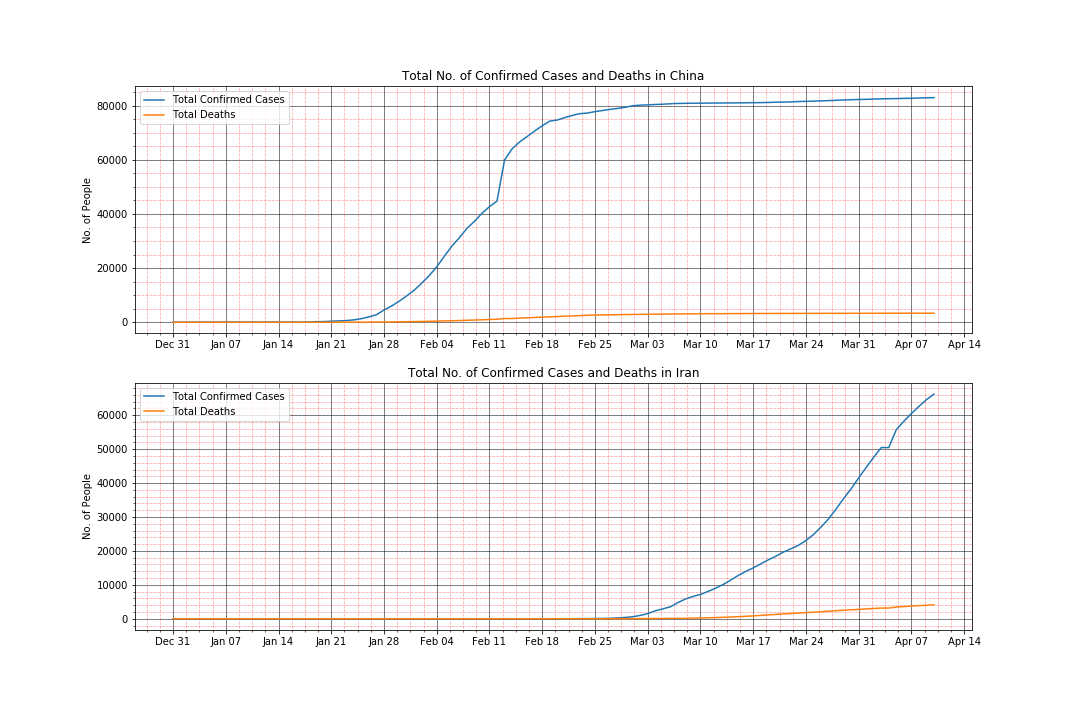 Total No. of Confirmed Cases and Deaths in China
Total Confirmed Cases
Total Deaths
No. of People
80000
60000
40000
20000
0
Dec 31 Jan 07 Jan 14 Jan 21 Jan 28 Feb 04 Feb 11 Feb 18 Feb 25 Mar 03 Mar 10 Mar 17 Mar 24 Mar 31 Apr 07 Apr 14
Total No. of Confirmed Cases and Deaths in Iran
Total Confirmed Cases
Total Deaths
No. of People
60000
50000
40000
30000
20000
10000
0
Dec 31 Jan 07 Jan 14 Jan 21 Jan 28 Feb 04 Feb 11 Feb 18 Feb 25 Mar 03 Mar 10 Mar 17 Mar 24 Mar 31 Apr 07 Apr 14